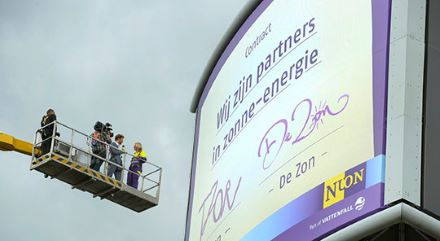 Contract
Wij zijn partners
in zonne-energie
De Zon
- De Zon -
NUON
Part of VATTENFALL